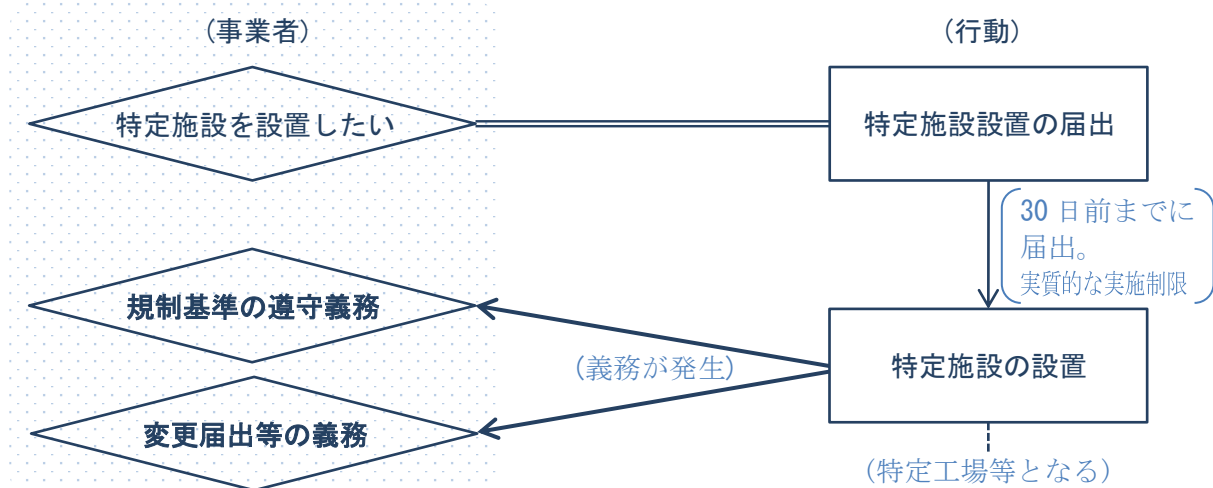 (事業者)
(行動)
特定施設を設置したい
特定施設設置の届出
30 日前までに
届出。
実質的な実施制限
規制基準の遵守義務
(義務が発生)
特定施設の設置
変更届出等の義務
(特定工場等となる)